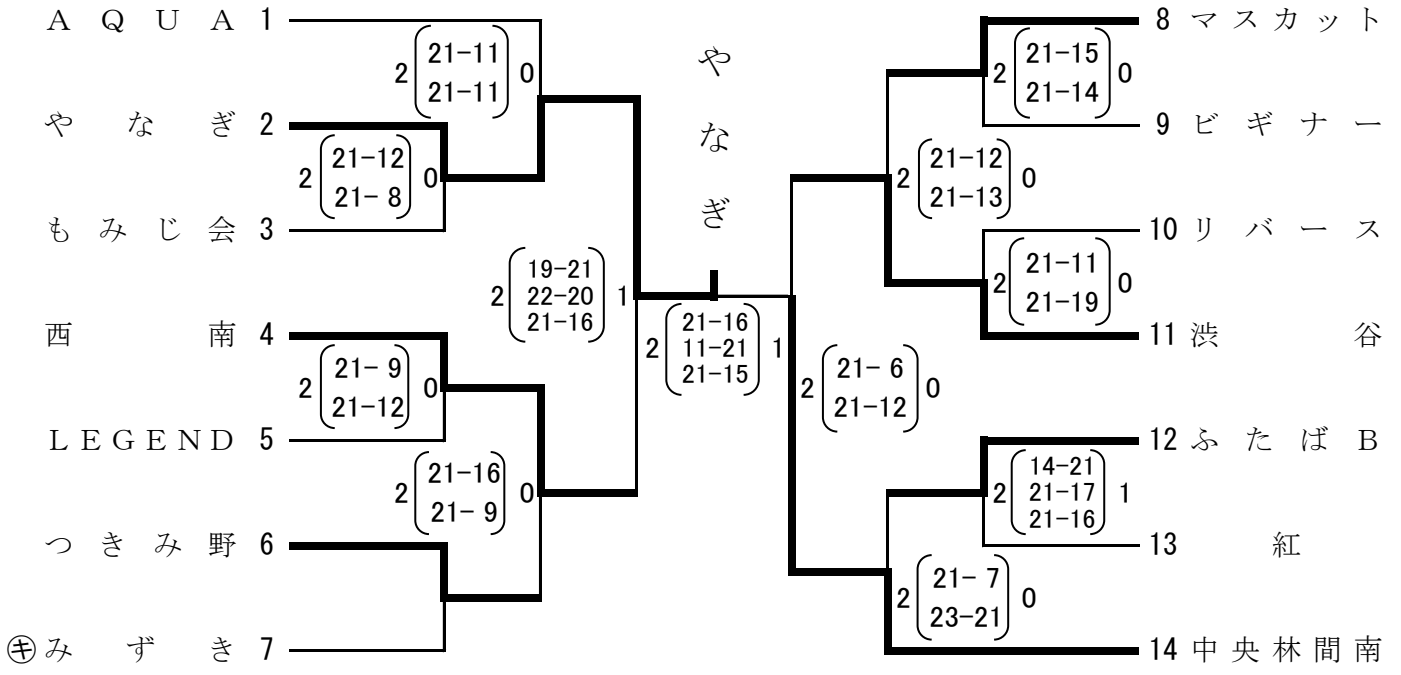 AQUA 1
2 21-11 0
21-11
やなぎ 2
2 21-12 0
21- 8
もみじ会 3
2 19-21 1
22-20
21-16
西南 4
2 21- 9 0
21-12
LEGEND 5
2 21-16 0
21- 9
つきみ野 6
㋖みずき 7
やなぎ
2 21-16 1
11-21
21-15
8 マスカット
2 21-15 0
21-14
9 ビギナー
2 21-12 0
21-13
10 リバース
2 21-11 0
21-19
11 渋谷
2 21- 6 0
21-12
12 ふたばB
2 14-21 1
21-17
21-16
13 紅
2 21- 7 0
23-21
14 中央林間南